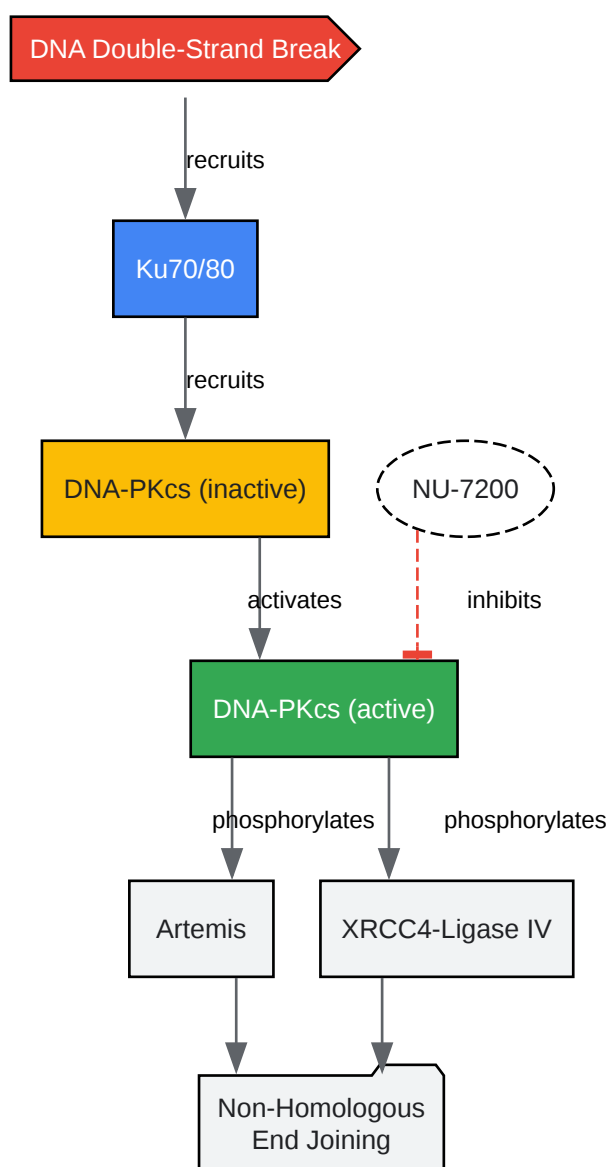 DNA Double-Strand Break
recruits
Ku70/80
recruits
DNA-PKcs (inactive)
NU-7200
activates
inhibits
DNA-PKcs (active)
phosphorylates
phosphorylates
Artemis
XRCC4-Ligase IV
Non-Homologous
End Joining